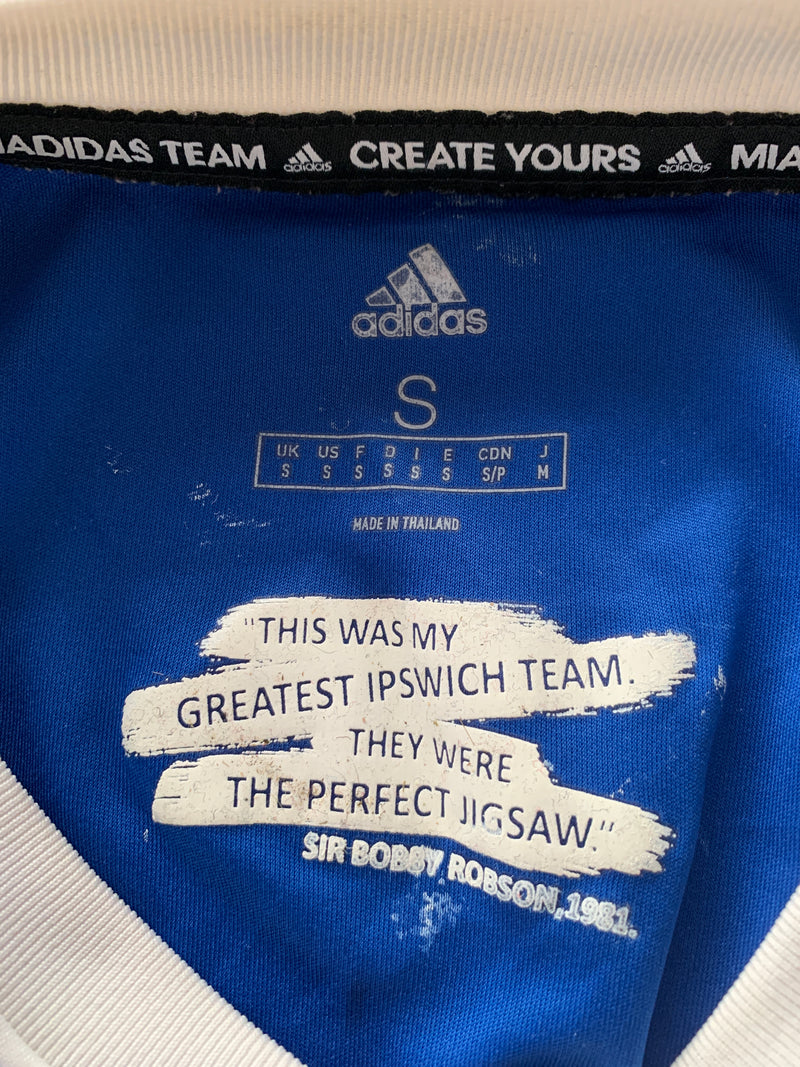 MIADIDAS TEAM adidas CREATE YOURS adidas MIA
adidas
S
UK US F D I E CDN J
S S S S S S S/P M
MADE IN THAILAND
"THIS WAS MY
GREATEST IPSWICH TEAM.
THEY WERE
THE PERFECT JIGSAW."
SIR BOBBY ROBSON,1981.